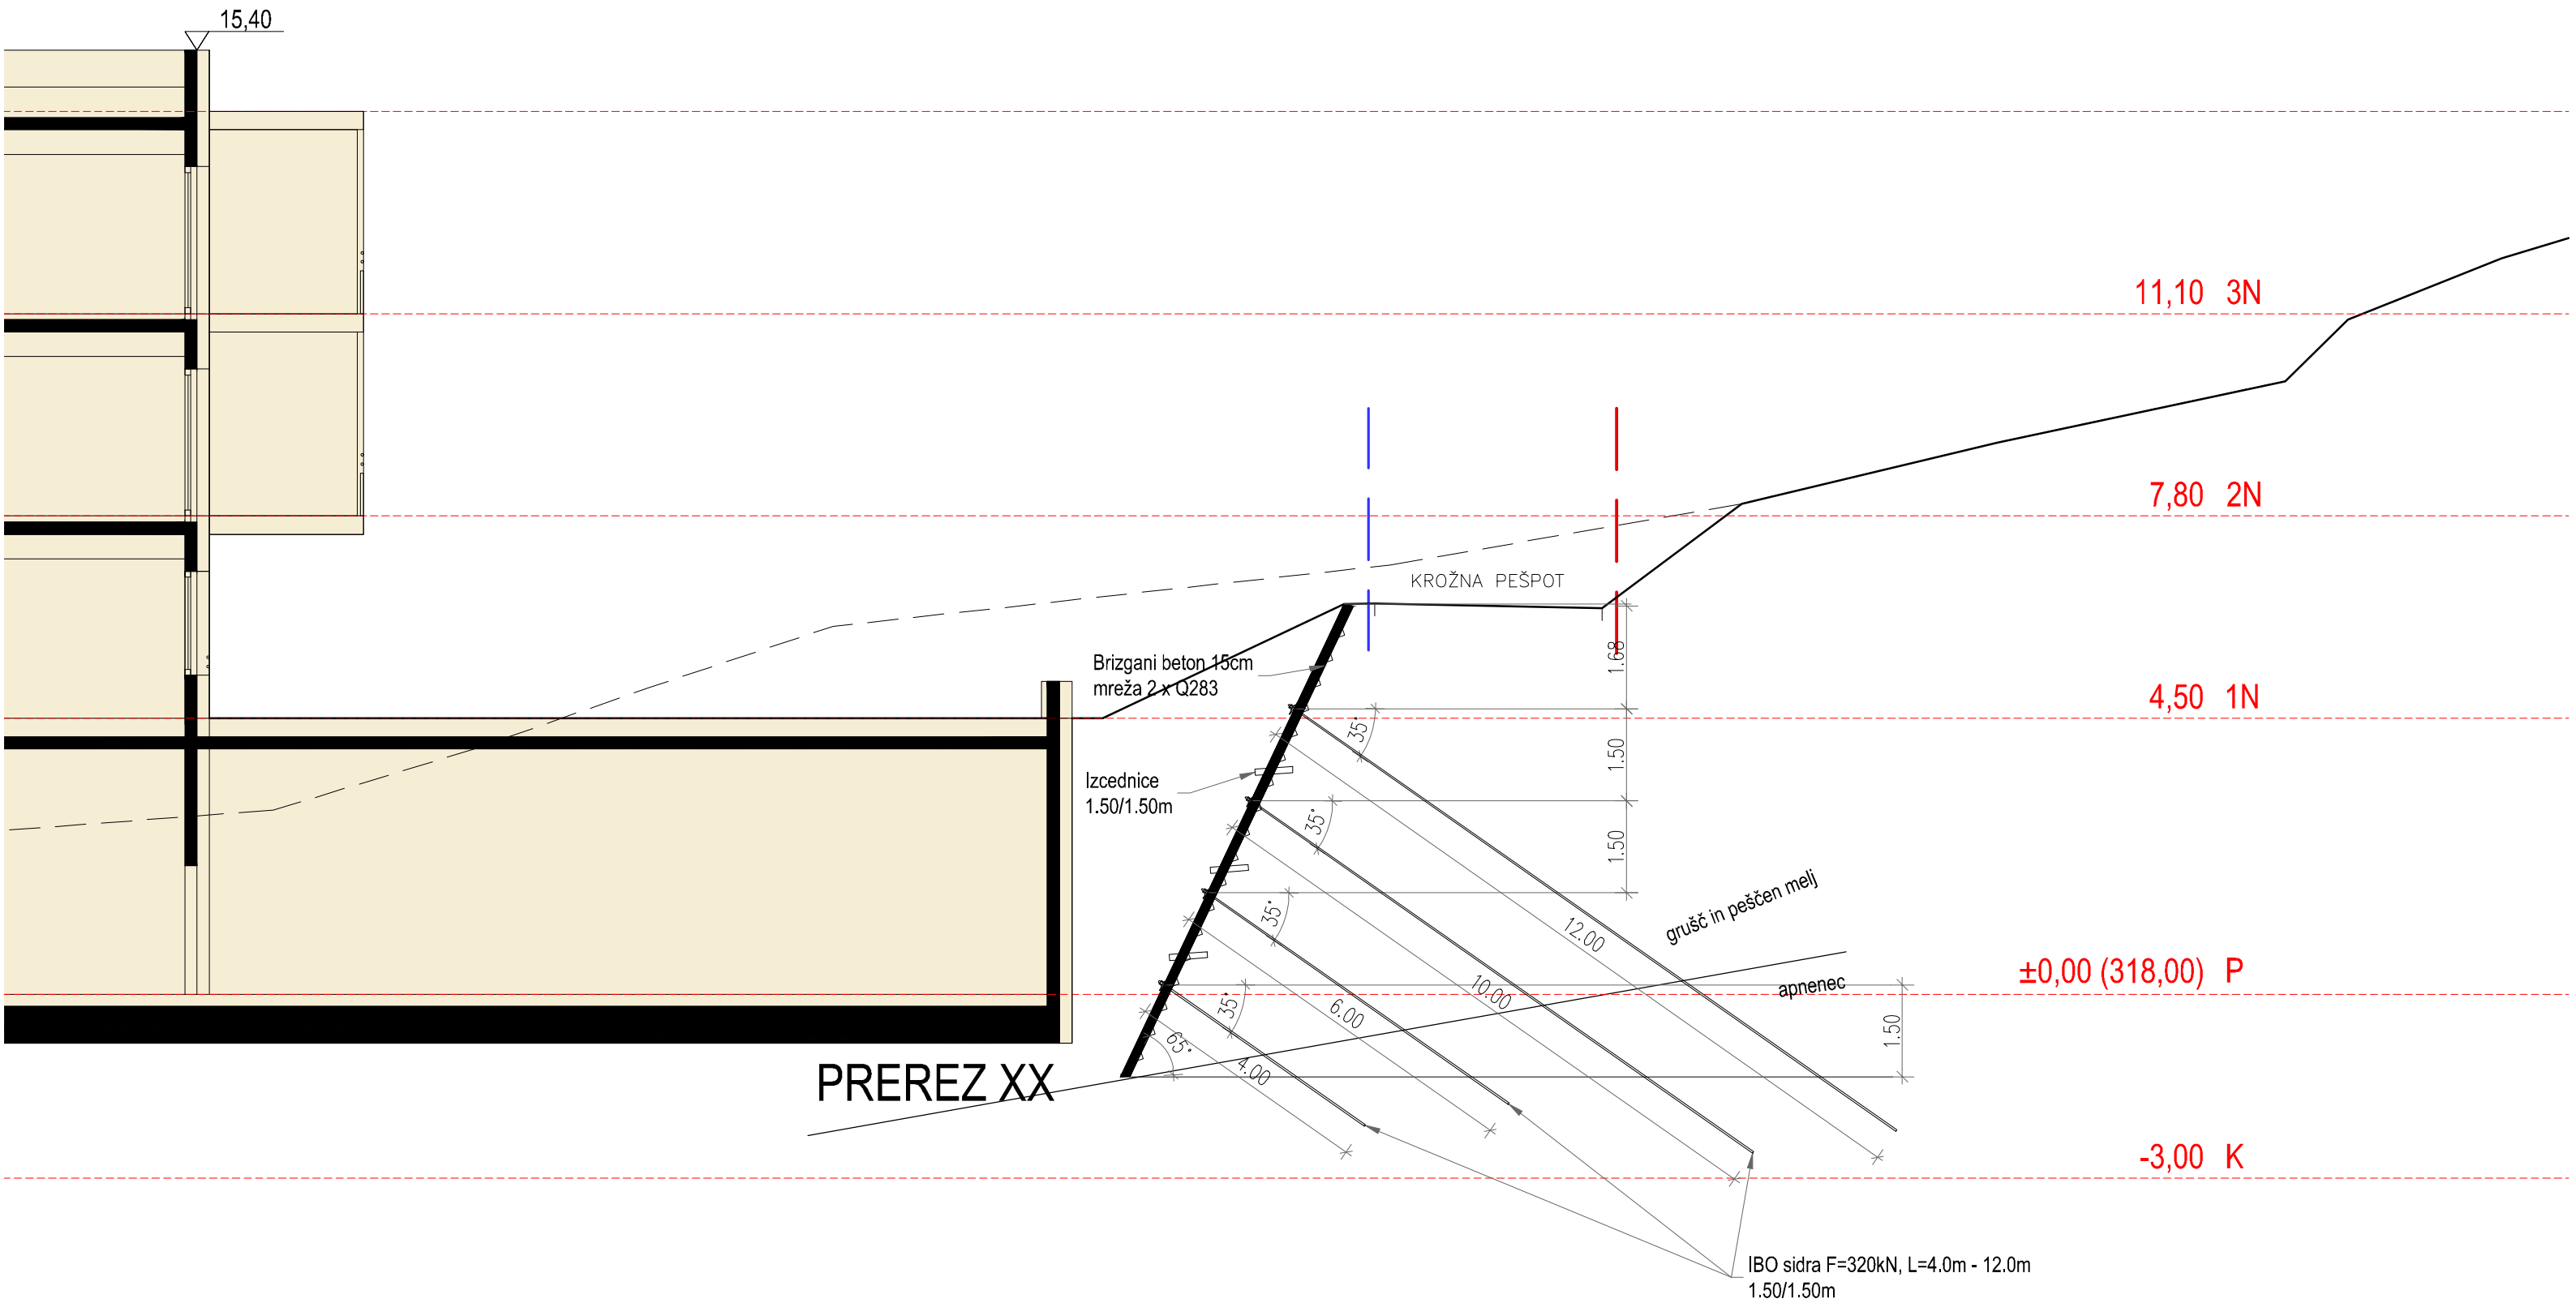 15,40
11,10 3N
7,80 2N
KROŽNA PEŠPOT
Brizgani beton 15cm
mreža 2 x Q283
1.68
4,50 1N
35°
1.50
Izcednice
1.50/1.50m
35°
1.50
35°
12.00
grušč in peščen melj
±0,00 (318,00) P
apnenec
10.00
6.00
35°
1.50
65°
4.00
PREREZ XX
-3,00 K
IBO sidra F=320kN, L=4.0m - 12.0m
1.50/1.50m